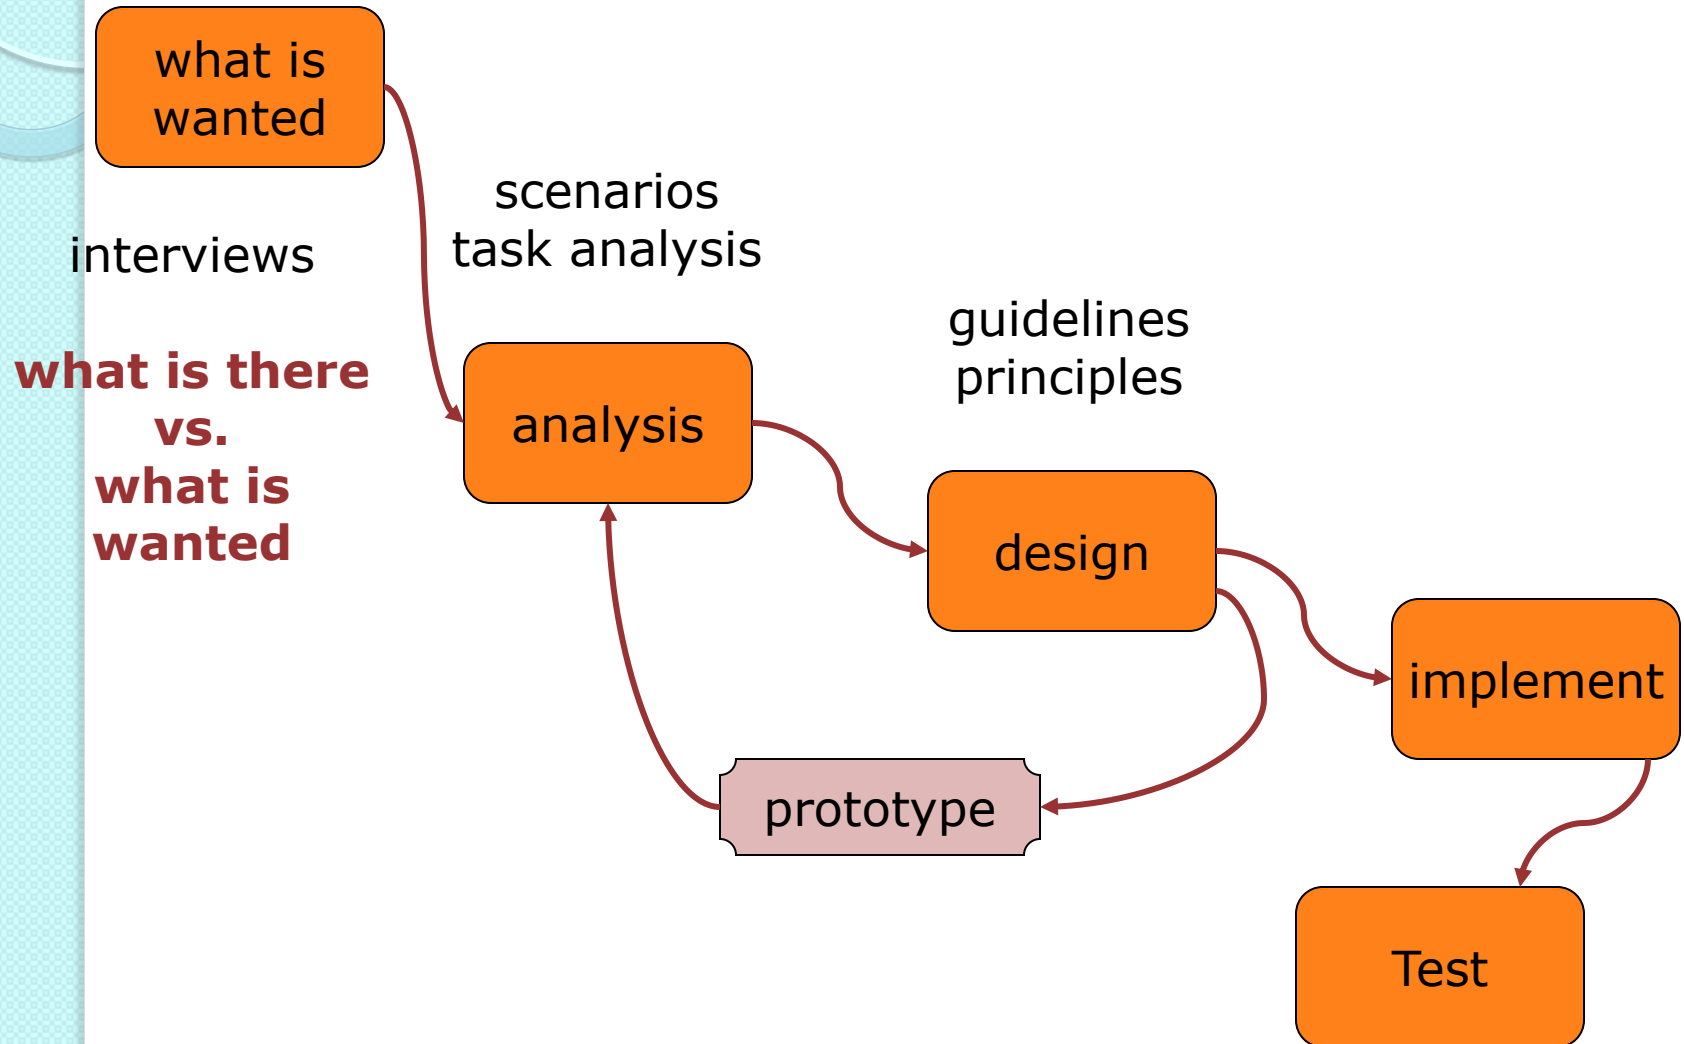 what is
wanted
interviews
what is there
vs.
what is
wanted
scenarios
task analysis
analysis
guidelines
principles
design
implement
prototype
Test